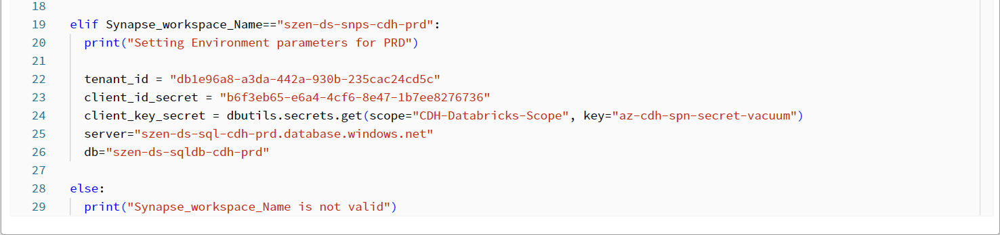 18
19 elif Synapse_workspace_Name=="szen-ds-snps-cdh-prd":
20 print("Setting Environment parameters for PRD")
21
22 tenant_id = "db1e96a8-a3da-442a-930b-235cac24cd5c"
23 client_id_secret = "b6f3eb65-e6a4-4cf6-8e47-1b7ee8276736"
24 client_key_secret = dbutils.secrets.get(scope="CDH-Databricks-Scope", key="az-cdh-spn-secret-vacuum")
25 server="szen-ds-sql-cdh-prd.database.windows.net"
26 db="szen-ds-sqldb-cdh-prd"
27
28 else:
29 print("Synapse_workspace_Name is not valid")